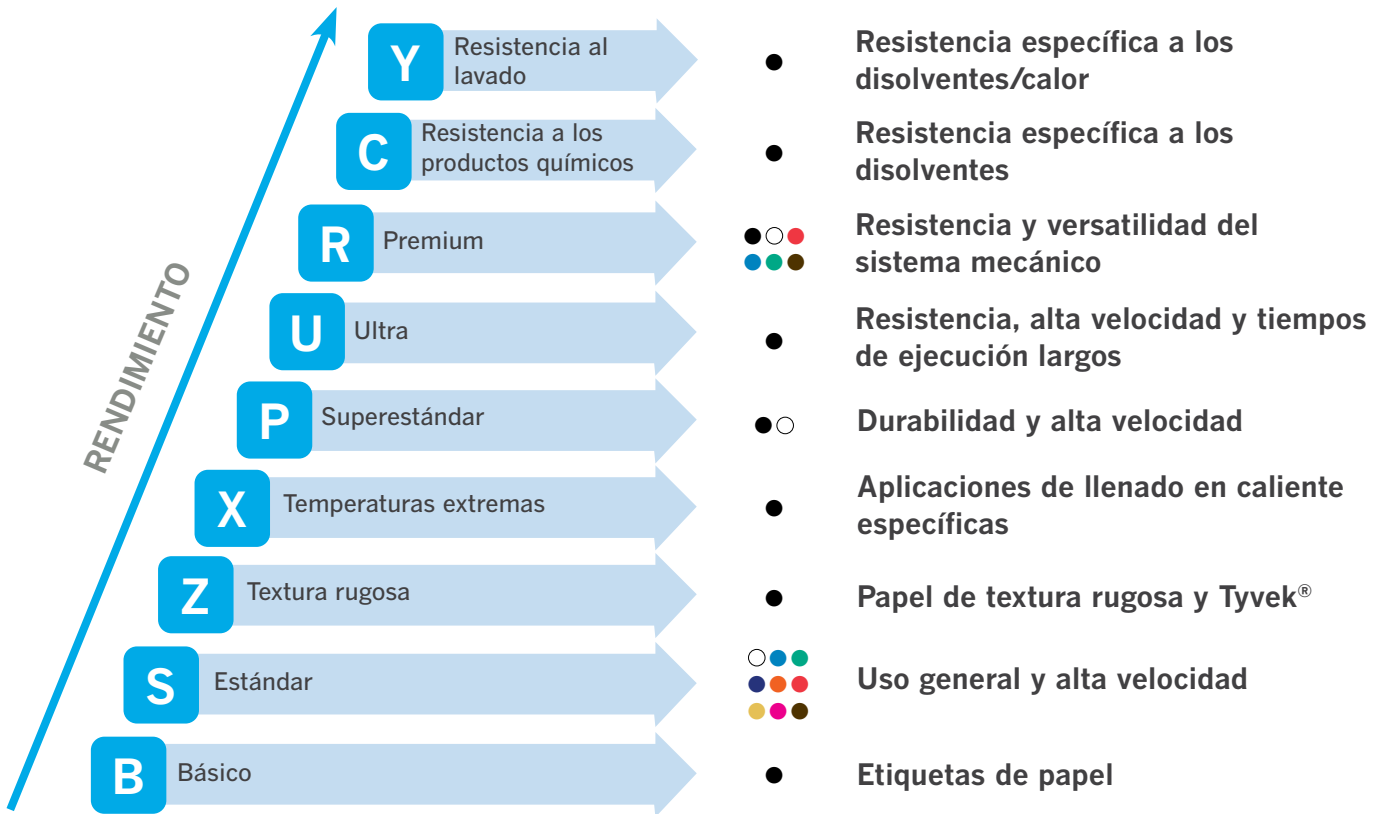 RENDIMIENTO
Y
Resistencia al
lavado
Resistencia específica a los
disolventes/calor
C
Resistencia a los
productos químicos
Resistencia específica a los
disolventes
R
Premium
Resistencia y versatilidad del
sistema mecánico
U
Ultra
Resistencia, alta velocidad y tiempos
de ejecución largos
P
Superestándar
Durabilidad y alta velocidad
X
Temperaturas extremas
Aplicaciones de llenado en caliente
específicas
Z
Textura rugosa
Papel de textura rugosa y Tyvek®
S
Estándar
Uso general y alta velocidad
B
Básico
Etiquetas de papel